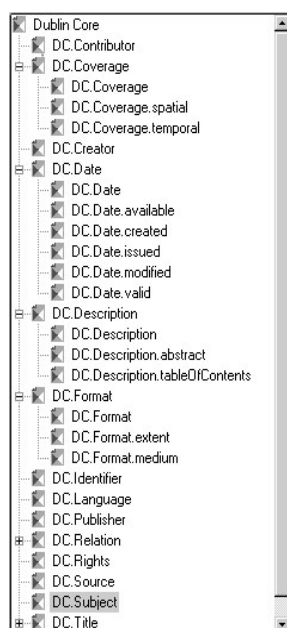 Dublin Core
DC.Contributor
DC.Coverage
DC.Coverage
DC.Coverage.spatial
DC.Coverage.temporal
DC.Creator
DC.Date
DC.Date
DC.Date.available
DC.Date.created
DC.Date.issued
DC.Date.modified
DC.Date.valid
DC.Description
DC.Description
DC.Description.abstract
DC.Description.tableOfContents
DC.Format
DC.Format
DC.Format.extent
DC.Format.medium
DC.Identifier
DC.Language
DC.Publisher
DC.Relation
DC.Rights
DC.Source
DC.Subject
DC.Title